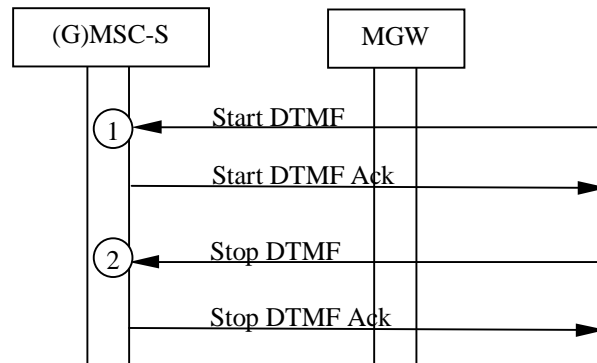 (G)MSC-S
MGW
1
Start DTMF
Start DTMF Ack
2
Stop DTMF
Stop DTMF Ack